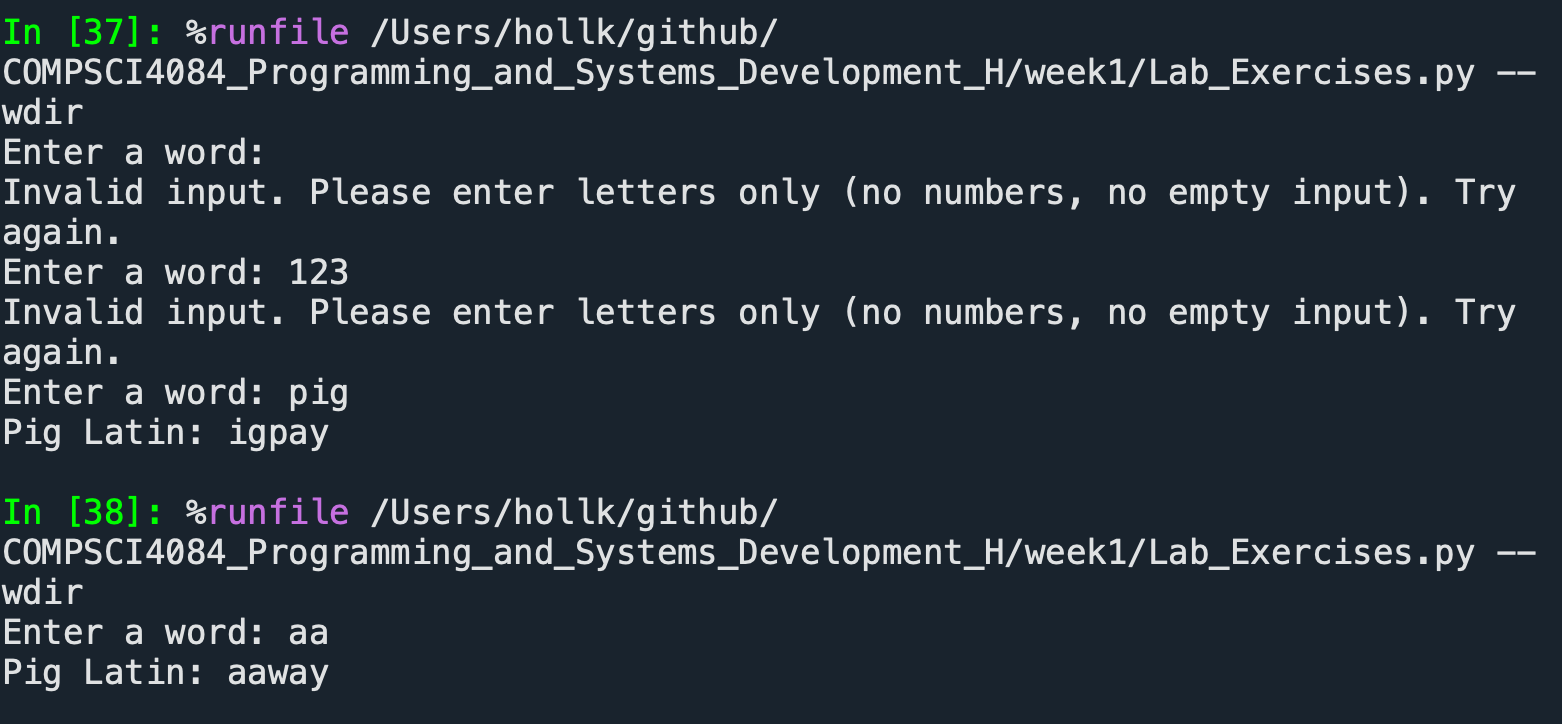 In [37]: %runfile /Users/hollk/github/
COMPSCI4084_Programming_and_Systems_Development_H/week1/Lab_Exercises.py --
wdir
Enter a word:
Invalid input. Please enter letters only (no numbers, no empty input). Try
again.
Enter a word: 123
Invalid input. Please enter letters only (no numbers, no empty input). Try
again.
Enter a word: pig
Pig Latin: igpay
In [38]: %runfile /Users/hollk/github/
COMPSCI4084_Programming_and_Systems_Development_H/week1/Lab_Exercises.py --
wdir
Enter a word: aa
Pig Latin: aaway